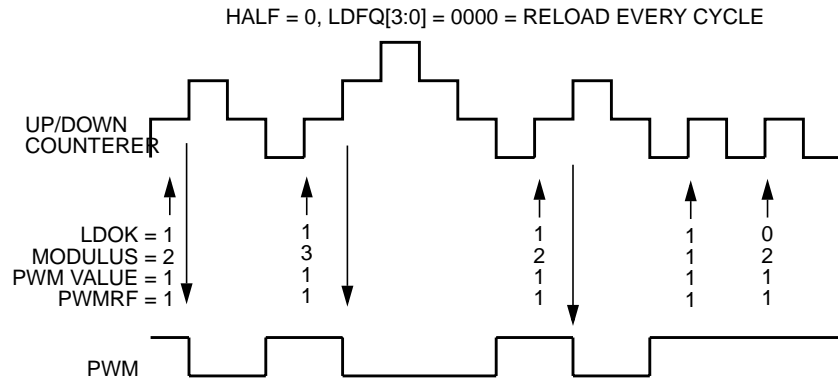 HALF = 0, LDFQ[3:0] = 0000 = RELOAD EVERY CYCLE
UP/DOWN
COUNTERER
LDOK = 1 1 1 1 0
MODULUS = 2 3 2 1 2
PWM VALUE = 1 1 1 1 1
PWMRF = 1 1 1 1 1
PWM